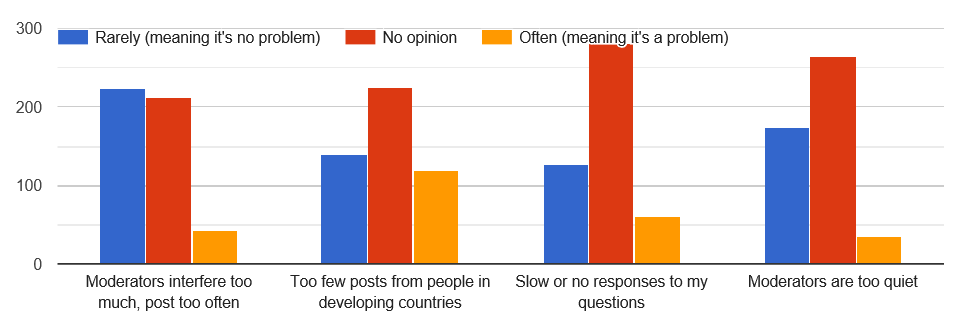 300
Rarely (meaning it's no problem) No opinion Often (meaning it's a problem)
200
100
0
Moderators interfere too
much, post too often
Too few posts from people in
developing countries
Slow or no responses to my
questions
Moderators are too quiet